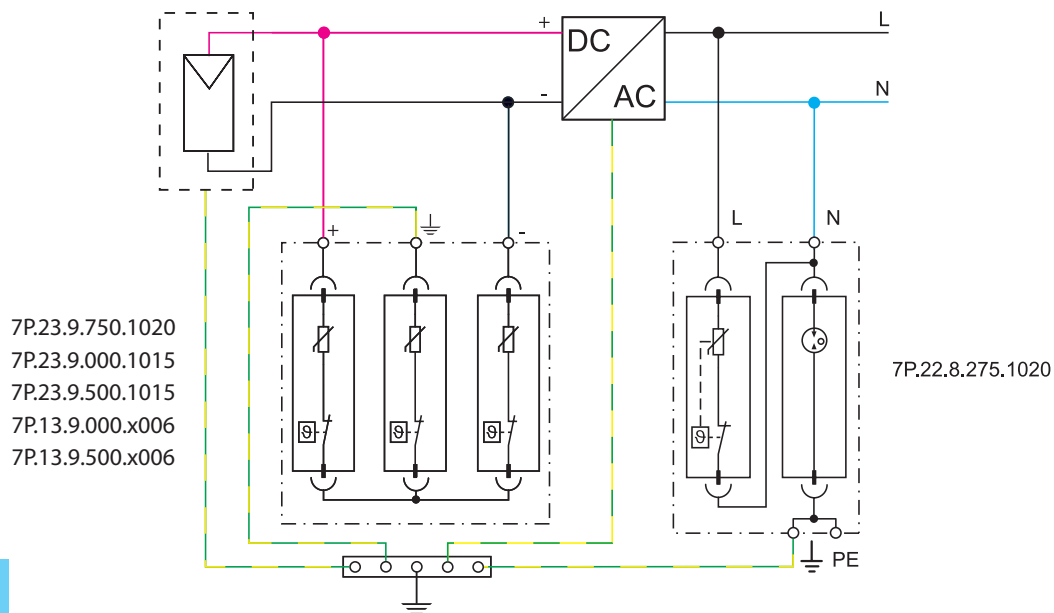 +
DC
L
-
AC
N
+
-
L
N
ϑ
ϑ
ϑ
ϑ
7P.23.9.750.1020
7P.23.9.000.1015
7P.23.9.500.1015
7P.13.9.000.x006
7P.13.9.500.x006
7P.22.8.275.1020
PE